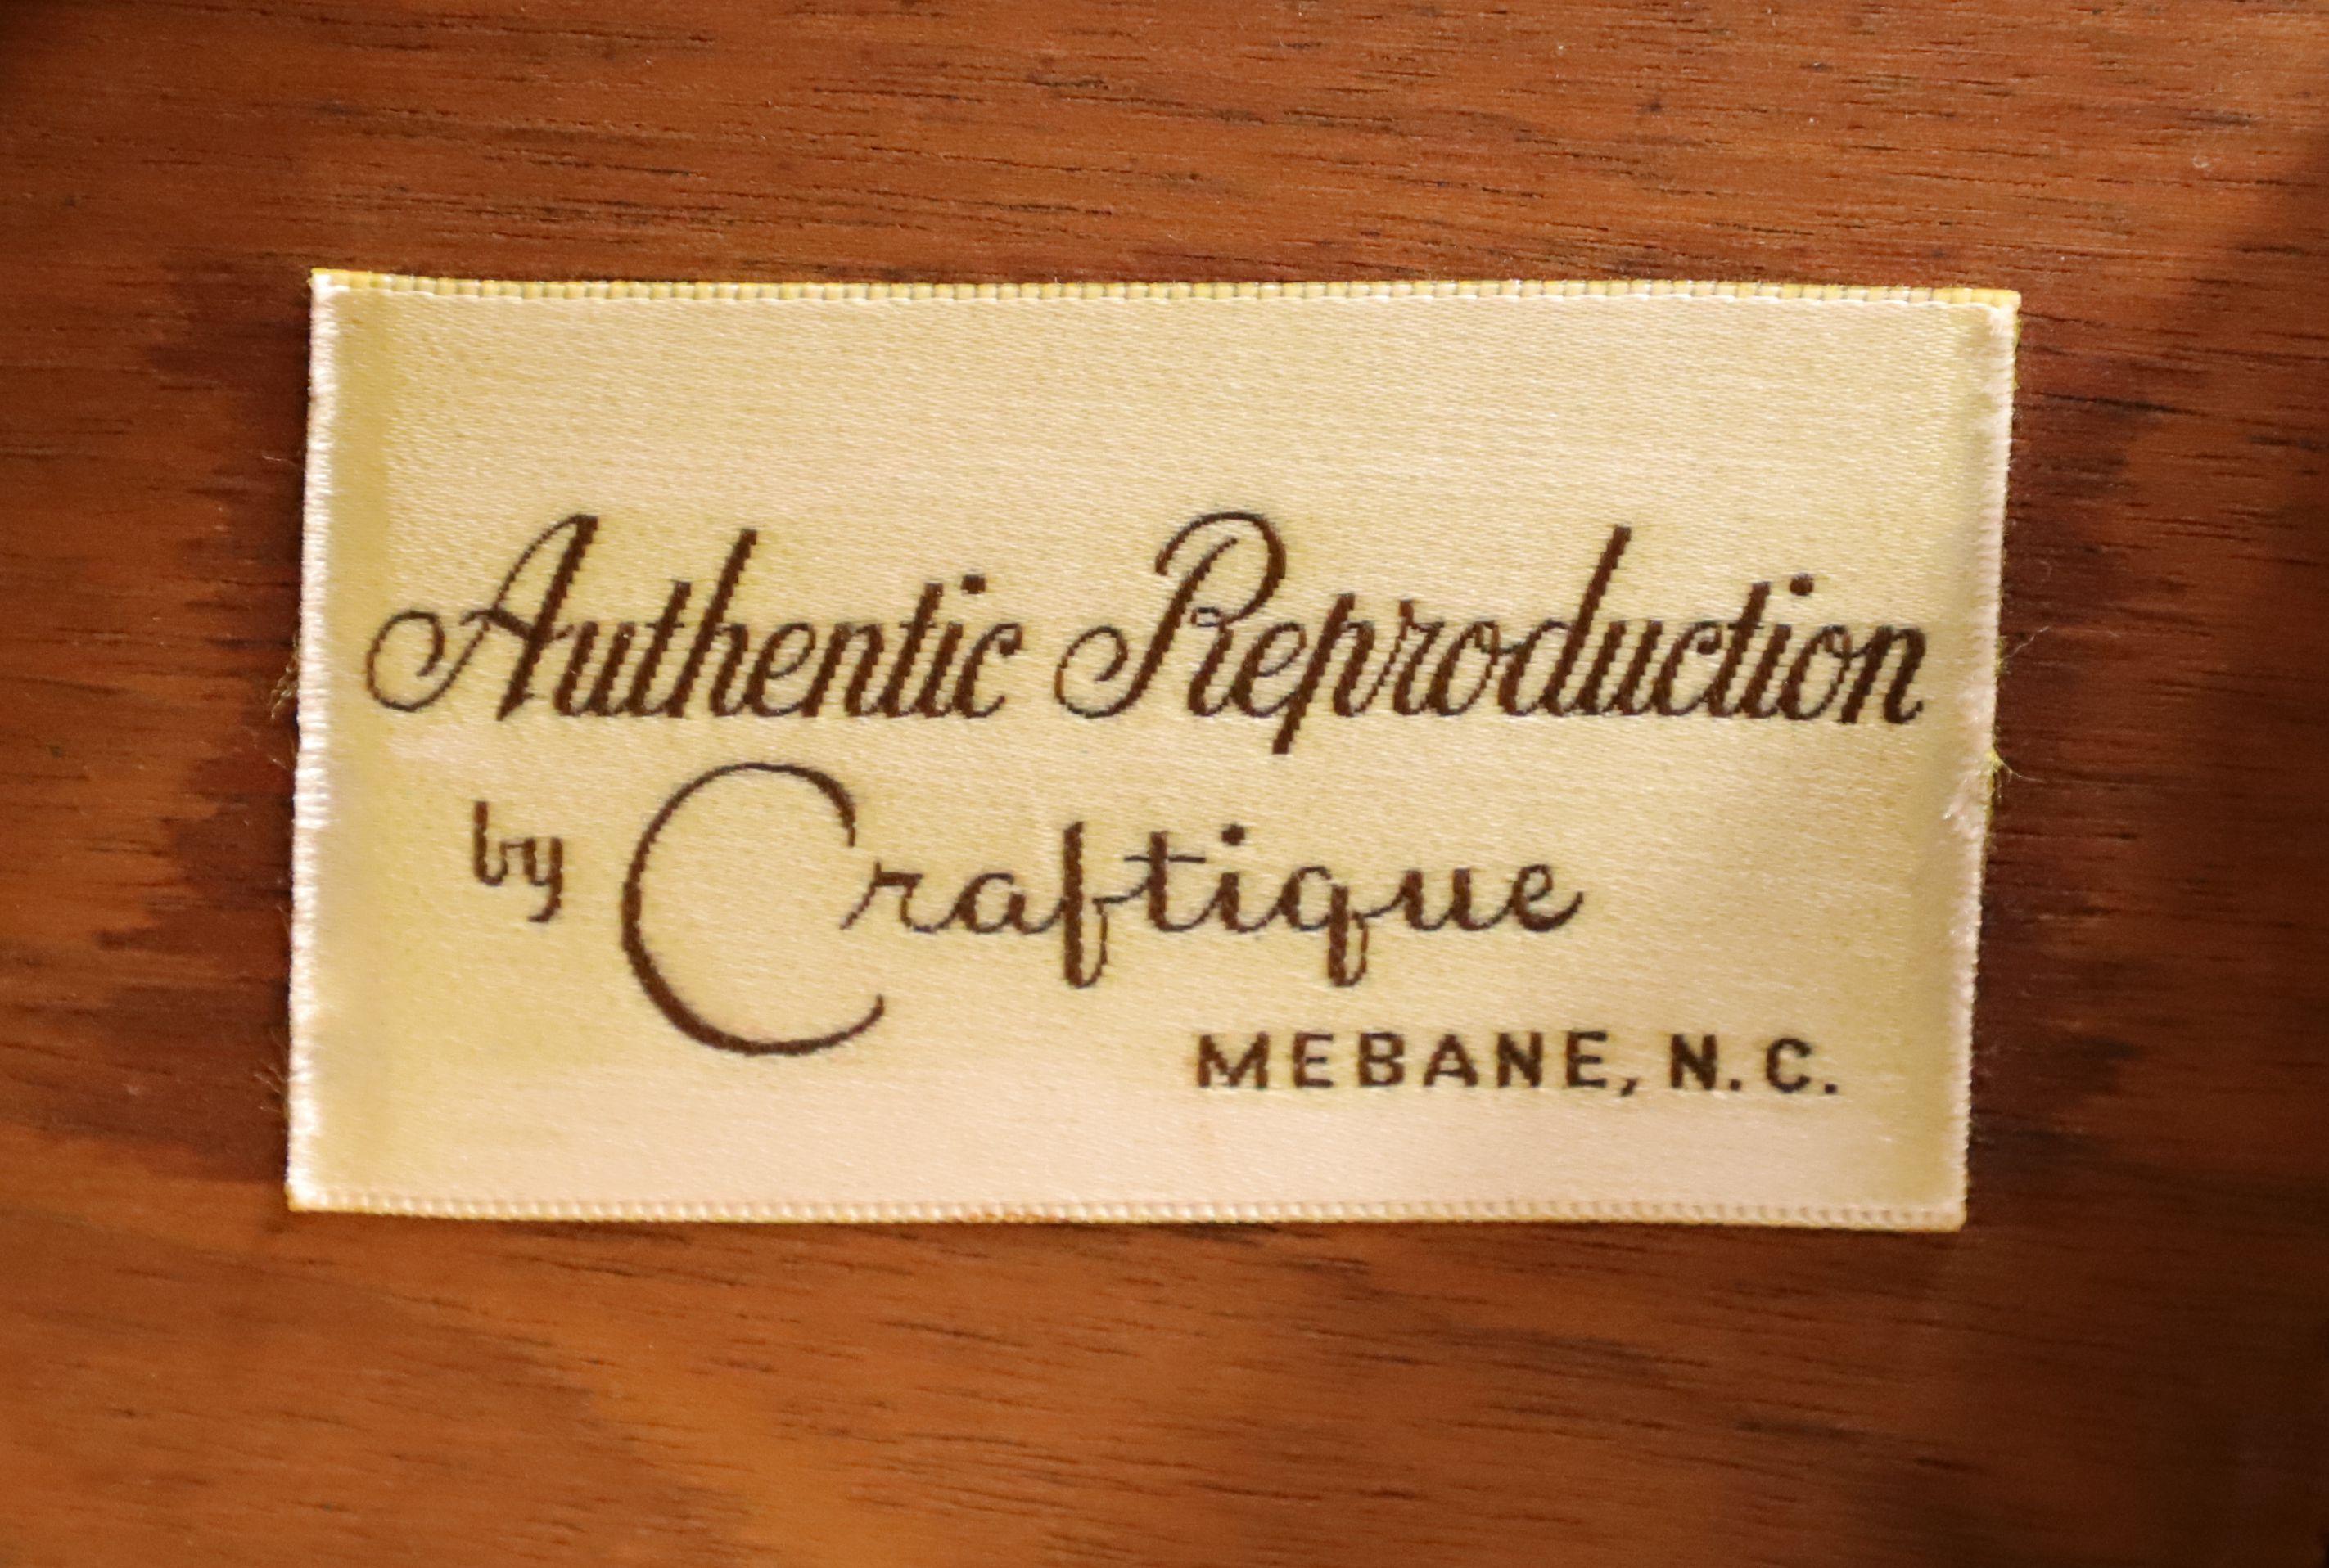 Authentic Reproduction
by Craftique
MEBANE, N.C.